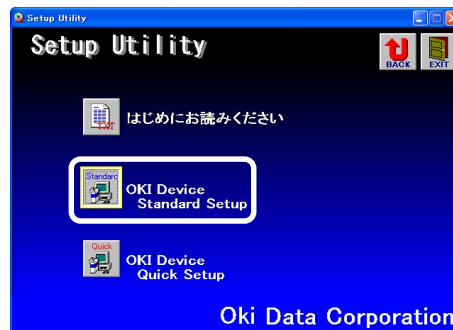 Setup Utility
Setup Utility
BACK
EXIT
TXT
はじめにお読みください
Standard
OKI Device
Standard Setup
Quick
OKI Device
Quick Setup
Oki Data Corporation